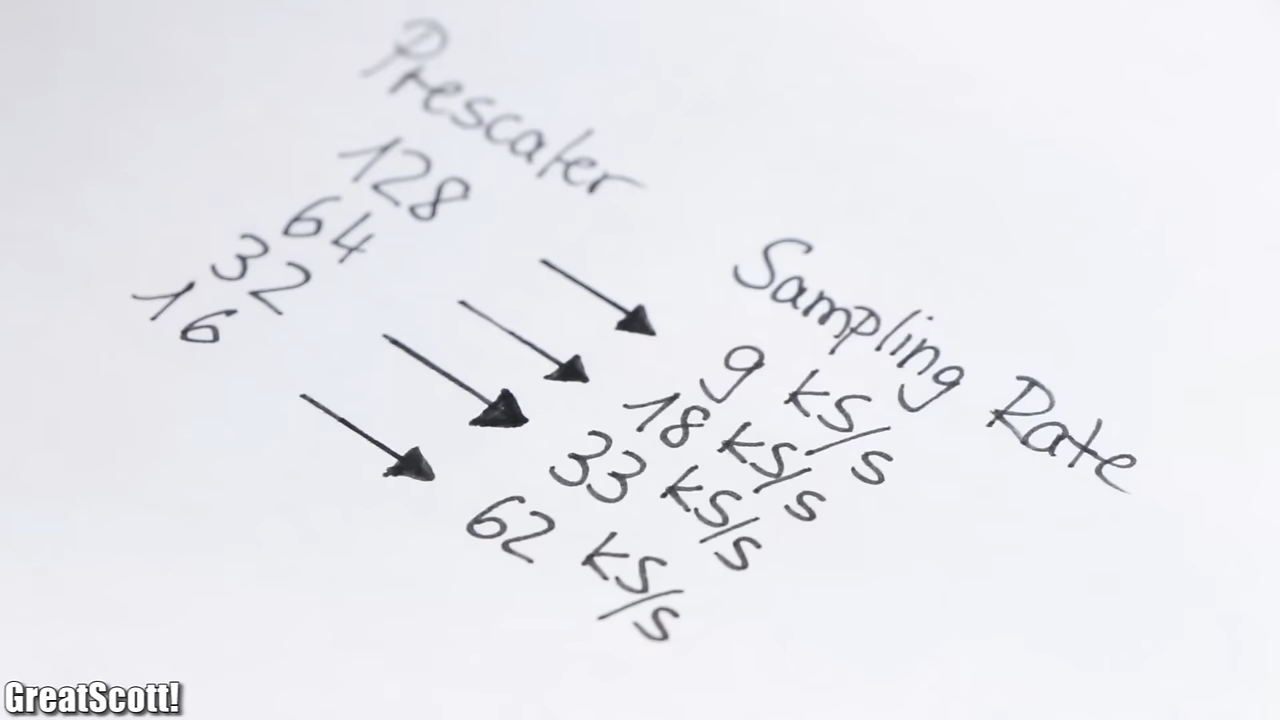 Prescaler
128
64
32
16
Sampling Rate
9 kS/s
18 kS/s
33 kS/s
62 kS/s
GreatScott!